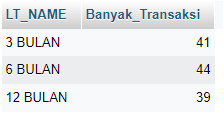 LT_NAME Banyak_Transaksi
3 BULAN 41
6 BULAN 44
12 BULAN 39